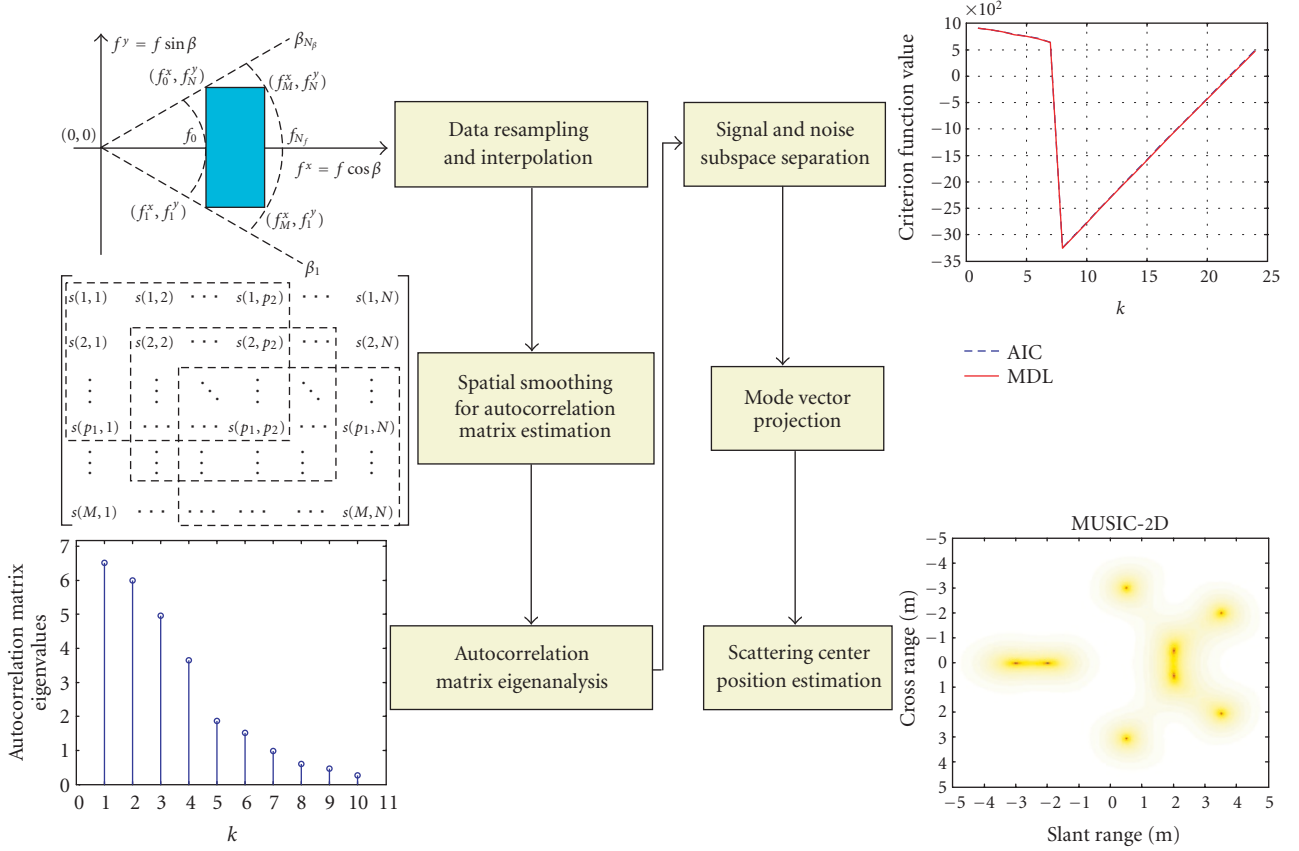 f^y = f sin β
β_{N_β}
(f_0^x, f_N^y)
(f_M^x, f_N^y)
(0, 0)
f_0
f_{N_f}
f^x = f cos β
(f_1^x, f_1^y)
(f_M^x, f_1^y)
β_1
s(1, 1) s(1, 2) · · · s(1, p_2) · · · s(1, N)
s(2, 1) s(2, 2) · · · s(2, p_2) · · · s(2, N)
s(p_1, 1) · · · · · · s(p_1, p_2) · · · s(p_1, N)
s(M, 1) · · · · · · · · · · · · s(M, N)
Autocorrelation matrix
eigenvalues
7
6
5
4
3
2
1
0
0 1 2 3 4 5 6 7 8 9 10 11
k
Data resampling
and interpolation
Spatial smoothing
for autocorrelation
matrix estimation
Autocorrelation
matrix eigenanalysis
Signal and noise
subspace separation
Mode vector
projection
Scattering center
position estimation
×10^2
Criterion function value
10
5
0
−5
−10
−15
−20
−25
−30
−35
0 5 10 15 20 25
k
AIC
MDL
MUSIC-2D
Cross range (m)
−5
−4
−3
−2
−1
0
1
2
3
4
5
−5 −4 −3 −2 −1 0 1 2 3 4 5
Slant range (m)